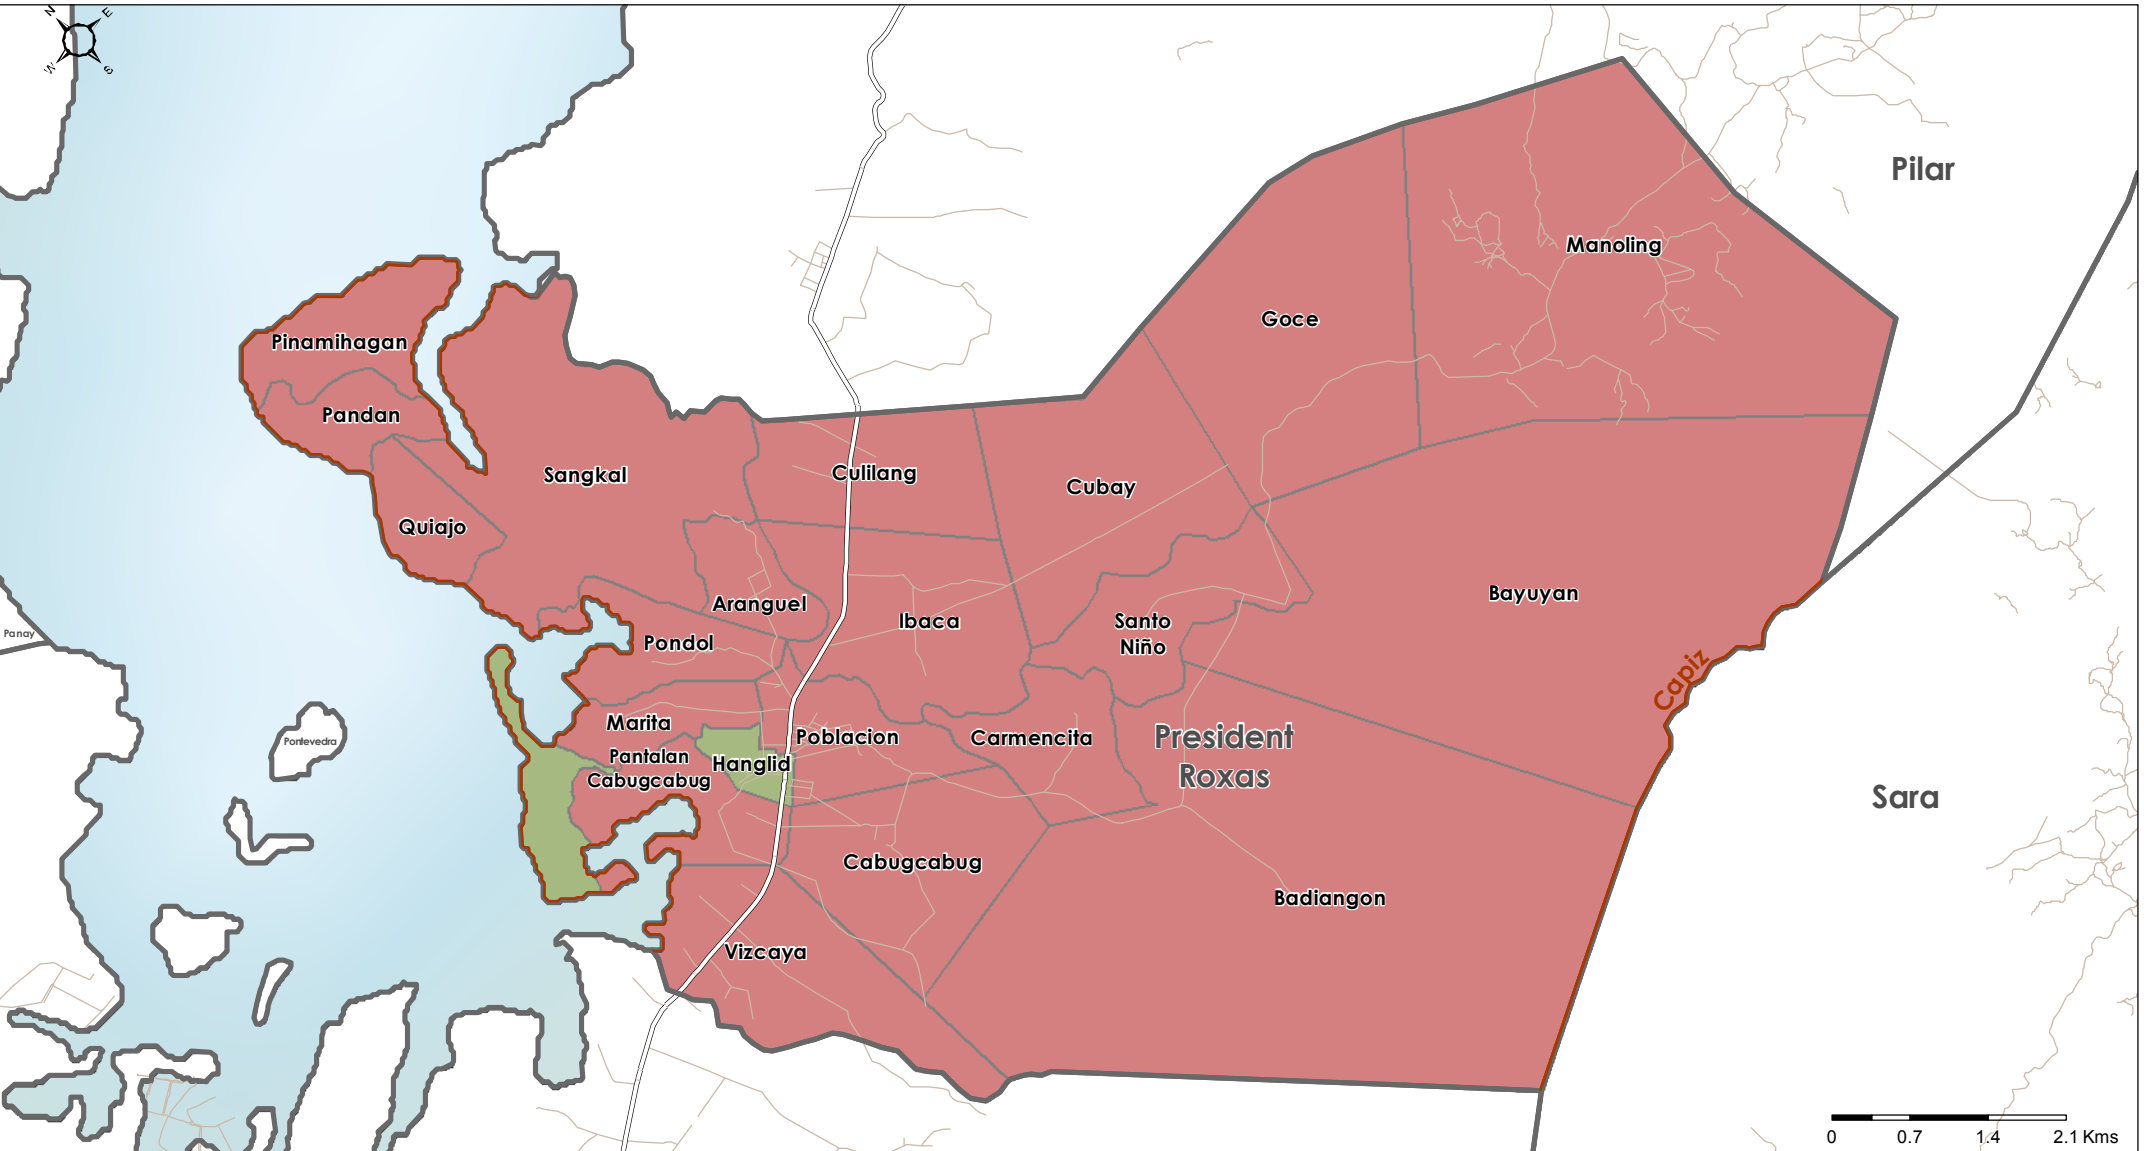 N
E
W
S
Pilar
Manoling
Goce
Pinamihagan
Pandan
Sangkal
Culilang
Cubay
Quiajo
Aranguel
Ibaca
Santo
Niño
Bayuyan
Panay
Pondol
Capiz
Marita
Pontevedra
Poblacion
Carmencita
President
Roxas
Pantalan
Cabugcabug
Hanglid
Sara
Cabugcabug
Badiangon
Vizcaya
0 0.7 1.4 2.1 Kms